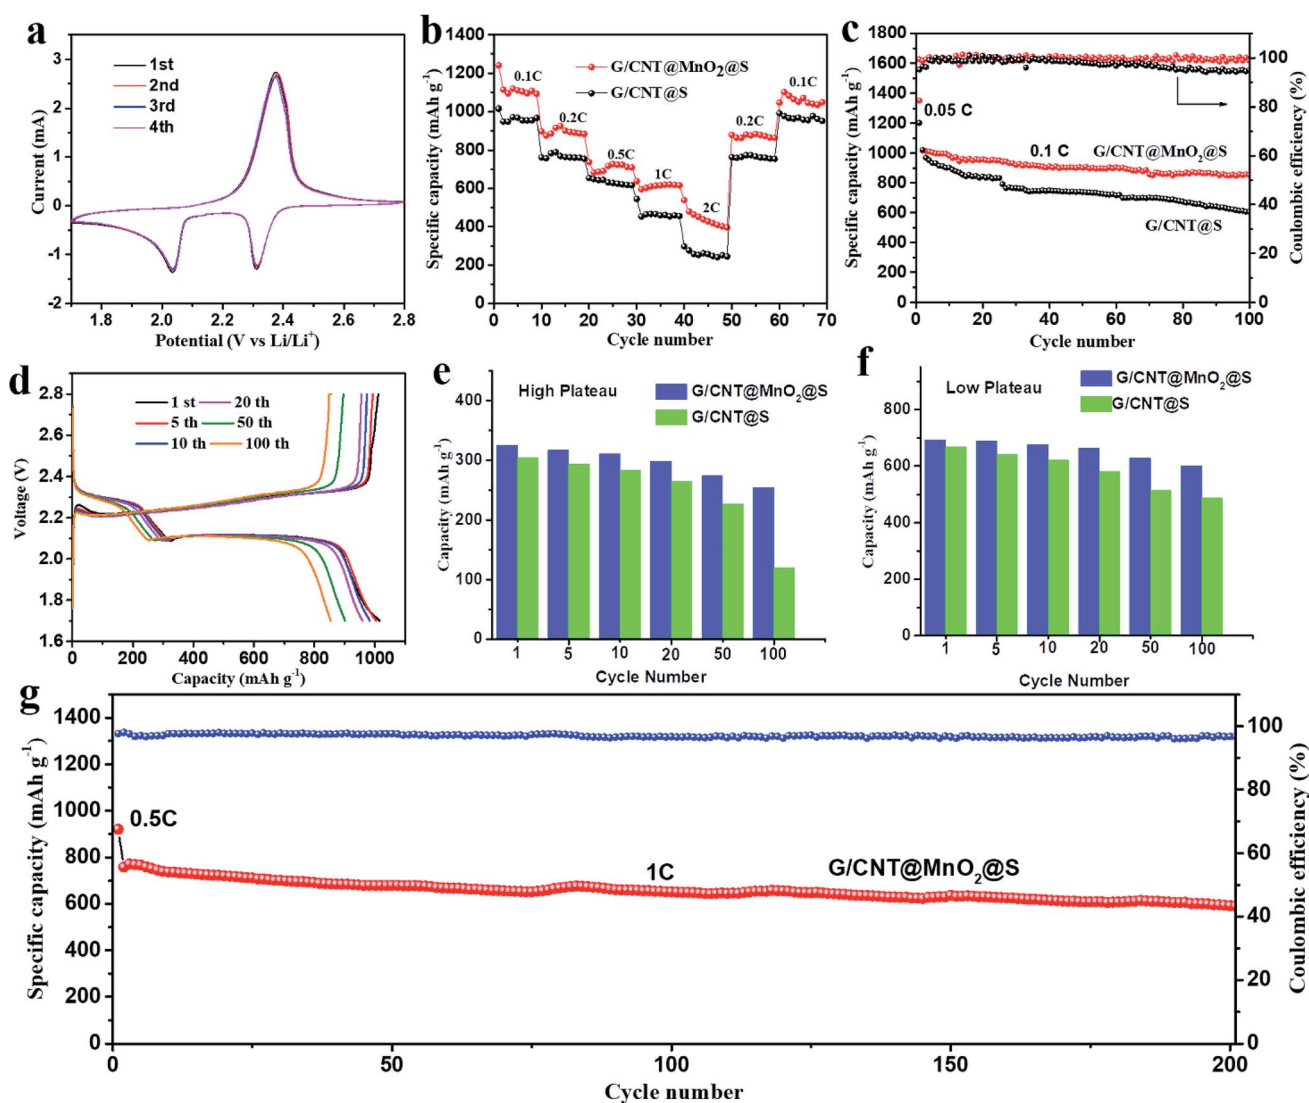 a
1st
2nd
3rd
4th
Current (mA)
3
2
1
0
-1
-2
1.8
2.0
2.2
2.4
2.6
2.8
Potential (V vs Li/Li+)
b
G/CNT@MnO2@S
G/CNT@S
0.1C
0.2C
0.5C
1C
2C
0.2C
0.1C
Specific capacity (mAh g-1)
1400
1200
1000
800
600
400
200
0
0
10
20
30
40
50
60
70
Cycle number
c
0.05 C
0.1 C
G/CNT@MnO2@S
G/CNT@S
Specific capacity (mAh g-1)
1800
1600
1400
1200
1000
800
600
400
200
0
0
20
40
60
80
100
Cycle number
100
80
60
40
20
0
Coulombic efficiency (%)
d
1 st
20 th
5 th
50 th
10 th
100 th
Voltage (V)
2.8
2.4
2.0
1.6
0
200
400
600
800
1000
Capacity (mAh g-1)
e
High Plateau
G/CNT@MnO2@S
G/CNT@S
Capacity (mAh g-1)
400
300
200
100
0
1
5
10
20
50
100
Cycle Number
f
Low Plateau
G/CNT@MnO2@S
G/CNT@S
Capacity (mAh g-1)
800
600
400
200
0
1
5
10
20
50
100
Cycle Number
g
0.5C
1C
G/CNT@MnO2@S
Specific capacity (mAh g-1)
1400
1200
1000
800
600
400
200
0
0
50
100
150
200
Cycle number
100
80
60
40
20
0
Coulombic efficiency (%)